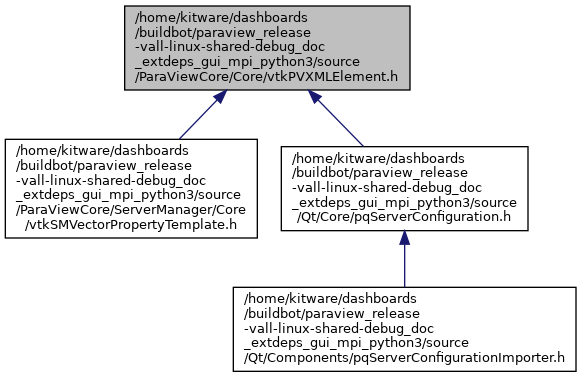 /home/kitware/dashboards
/buildbot/paraview_release
-vall-linux-shared-debug_doc
_extdeps_gui_mpi_python3/source
/ParaViewCore/Core/vtkPVXMLElement.h
/home/kitware/dashboards
/buildbot/paraview_release
-vall-linux-shared-debug_doc
_extdeps_gui_mpi_python3/source
/ParaViewCore/ServerManager/Core
/vtkSMVectorPropertyTemplate.h
/home/kitware/dashboards
/buildbot/paraview_release
-vall-linux-shared-debug_doc
_extdeps_gui_mpi_python3/source
/Qt/Core/pqServerConfiguration.h
/home/kitware/dashboards
/buildbot/paraview_release
-vall-linux-shared-debug_doc
_extdeps_gui_mpi_python3/source
/Qt/Components/pqServerConfigurationImporter.h